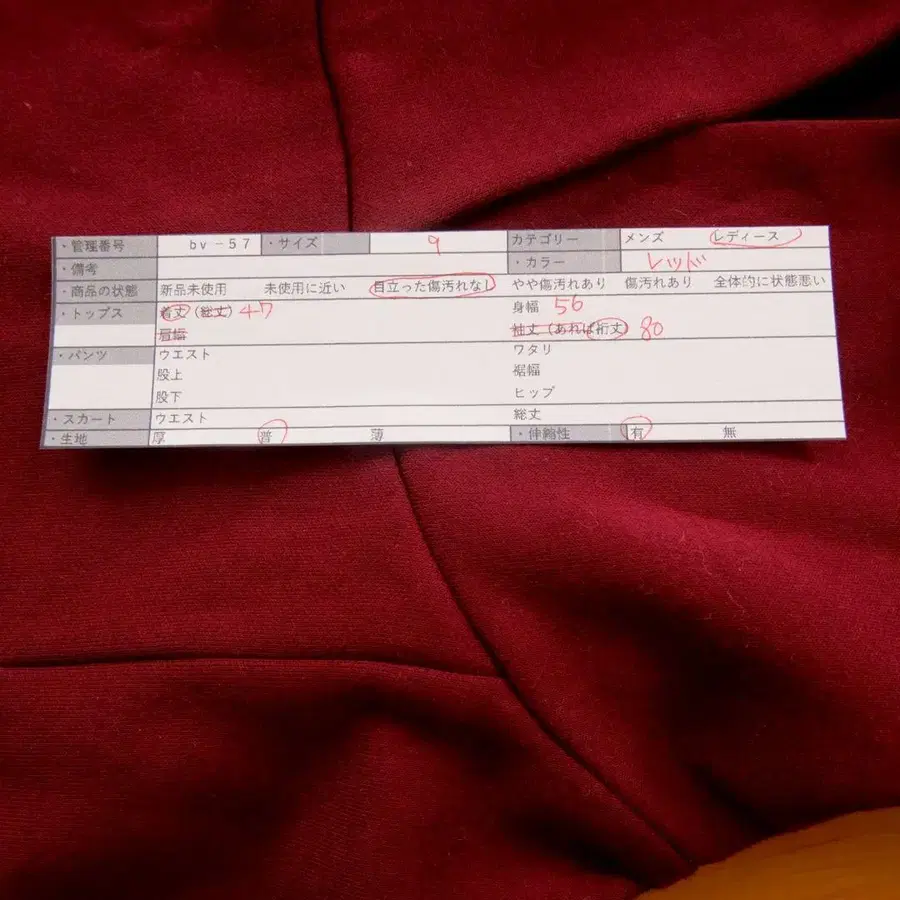 ・管理番号 bv-57 ・サイズ 9 カテゴリー メンズ レディース
・備考 ・カラー レッド
・商品の状態 新品未使用 未使用に近い 目立った傷汚れなし やや傷汚れあり 傷汚れあり 全体的に状態悪い
・トップス 着丈(総丈) 47 身幅 56
肩幅 袖丈(あれば裄丈) 80
・パンツ ウエスト ワタリ
股上 裾幅
股下 ヒップ
・スカート ウエスト 総丈
・生地 厚 普 薄 ・伸縮性 有 無